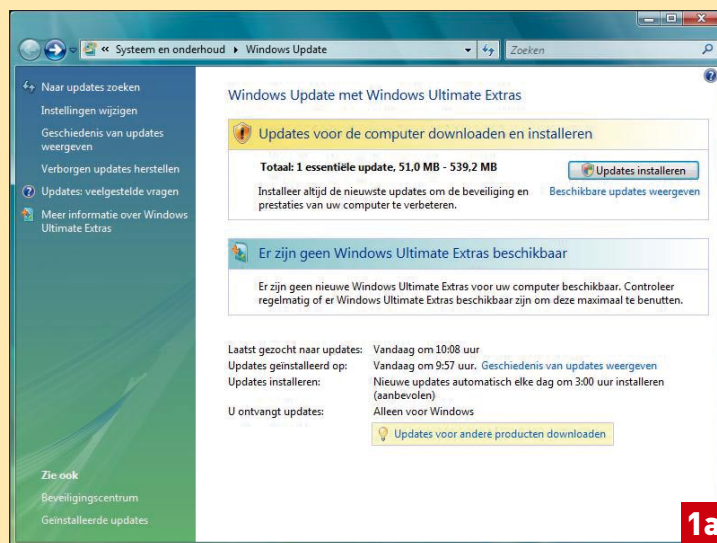 « Systeem en onderhoud ▸ Windows Update
Zoeken
Naar updates zoeken
Instellingen wijzigen
Geschiedenis van updates
weergeven
Verborgen updates herstellen
Updates: veelgestelde vragen
Meer informatie over Windows
Ultimate Extras
Zie ook
Beveiligingscentrum
Geïnstalleerde updates
Windows Update met Windows Ultimate Extras
Updates voor de computer downloaden en installeren
Totaal: 1 essentiële update, 51,0 MB - 539,2 MB
Updates installeren
Installeer altijd de nieuwste updates om de beveiliging en
prestaties van uw computer te verbeteren.
Beschikbare updates weergeven
Er zijn geen Windows Ultimate Extras beschikbaar
Er zijn geen nieuwe Windows Ultimate Extras voor uw computer beschikbaar. Controleer
regelmatig of er Windows Ultimate Extras beschikbaar zijn om deze maximaal te benutten.
Laatst gezocht naar updates: Vandaag om 10:08 uur
Updates geïnstalleerd op: Vandaag om 9:57 uur. Geschiedenis van updates weergeven
Updates installeren: Nieuwe updates automatisch elke dag om 3:00 uur installeren
(aanbevolen)
U ontvangt updates: Alleen voor Windows
Updates voor andere producten downloaden
1a